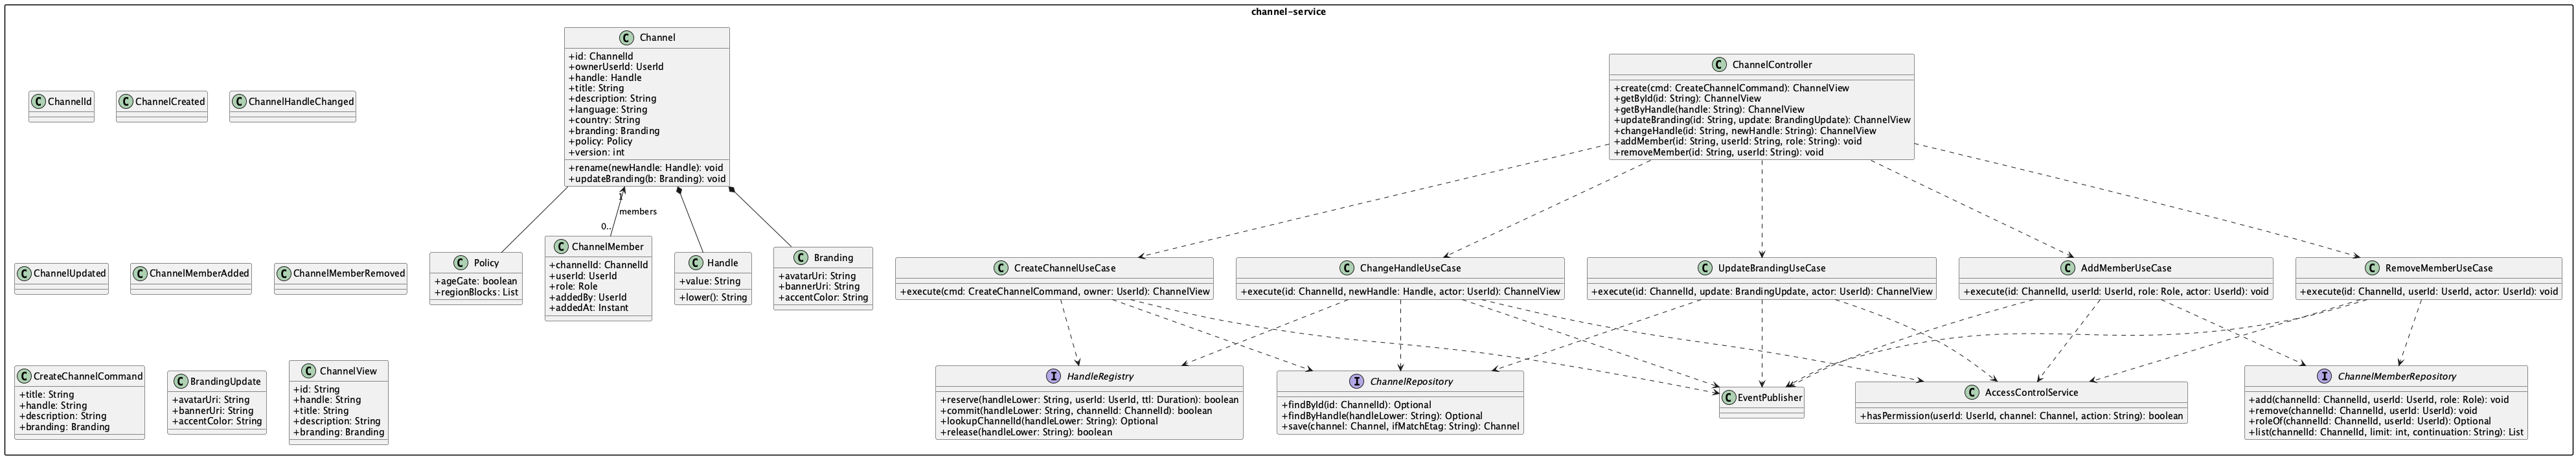 channel-service
C Channel
+id: ChannelId
+ownerUserId: UserId
+handle: Handle
+title: String
+description: String
+language: String
+country: String
+branding: Branding
+policy: Policy
+version: int
+rename(newHandle: Handle): void
+updateBranding(b: Branding): void
C ChannelController
+create(cmd: CreateChannelCommand): ChannelView
+getById(id: String): ChannelView
+getByHandle(handle: String): ChannelView
+updateBranding(id: String, update: BrandingUpdate): ChannelView
+changeHandle(id: String, newHandle: String): ChannelView
+addMember(id: String, userId: String, role: String): void
+removeMember(id: String, userId: String): void
C ChannelId
C ChannelCreated
C ChannelHandleChanged
1
members
0..
C ChannelUpdated
C ChannelMemberAdded
C ChannelMemberRemoved
C Policy
+ageGate: boolean
+regionBlocks: List
C ChannelMember
+channelId: ChannelId
+userId: UserId
+role: Role
+addedBy: UserId
+addedAt: Instant
C Handle
+value: String
+lower(): String
C Branding
+avatarUri: String
+bannerUri: String
+accentColor: String
C CreateChannelUseCase
+execute(cmd: CreateChannelCommand, owner: UserId): ChannelView
C ChangeHandleUseCase
+execute(id: ChannelId, newHandle: Handle, actor: UserId): ChannelView
C UpdateBrandingUseCase
+execute(id: ChannelId, update: BrandingUpdate, actor: UserId): ChannelView
C AddMemberUseCase
+execute(id: ChannelId, userId: UserId, role: Role, actor: UserId): void
C RemoveMemberUseCase
+execute(id: ChannelId, userId: UserId, actor: UserId): void
C CreateChannelCommand
+title: String
+handle: String
+description: String
+branding: Branding
C BrandingUpdate
+avatarUri: String
+bannerUri: String
+accentColor: String
C ChannelView
+id: String
+handle: String
+title: String
+description: String
+branding: Branding
I HandleRegistry
+reserve(handleLower: String, userId: UserId, ttl: Duration): boolean
+commit(handleLower: String, channelId: ChannelId): boolean
+lookupChannelId(handleLower: String): Optional
+release(handleLower: String): boolean
I ChannelRepository
+findById(id: ChannelId): Optional
+findByHandle(handleLower: String): Optional
+save(channel: Channel, ifMatchEtag: String): Channel
C EventPublisher
C AccessControlService
+hasPermission(userId: UserId, channel: Channel, action: String): boolean
I ChannelMemberRepository
+add(channelId: ChannelId, userId: UserId, role: Role): void
+remove(channelId: ChannelId, userId: UserId): void
+roleOf(channelId: ChannelId, userId: UserId): Optional
+list(channelId: ChannelId, limit: int, continuation: String): List